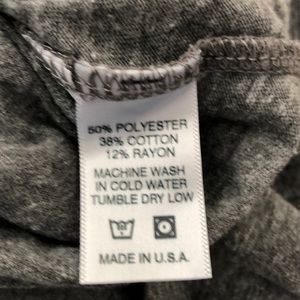 50% POLYESTER
38% COTTON
12% RAYON
MACHINE WASH
IN COLD WATER
TUMBLE DRY LOW
MADE IN U.S.A.